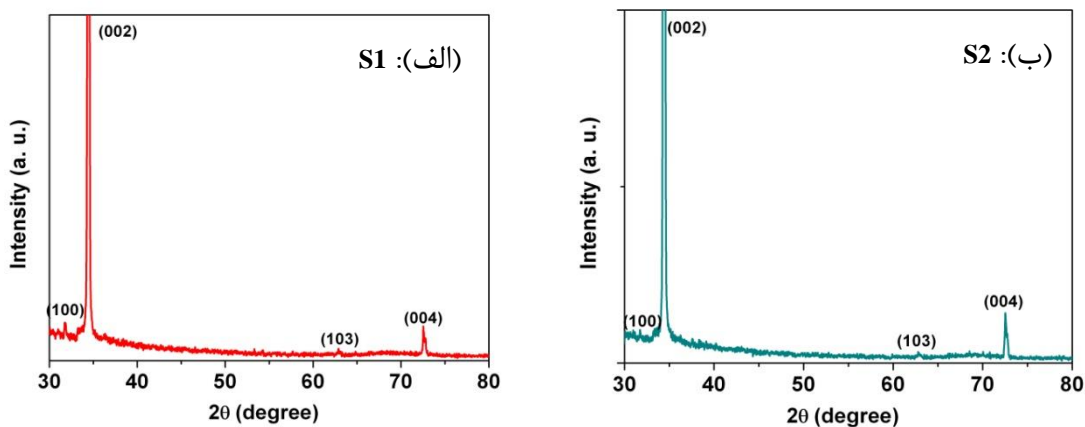 (002)
(الف): S1
(100)
(103)
(004)
Intensity (a. u.)
30 40 50 60 70 80
2θ (degree)
(002)
(ب): S2
(100)
(103)
(004)
Intensity (a. u.)
30 40 50 60 70 80
2θ (degree)